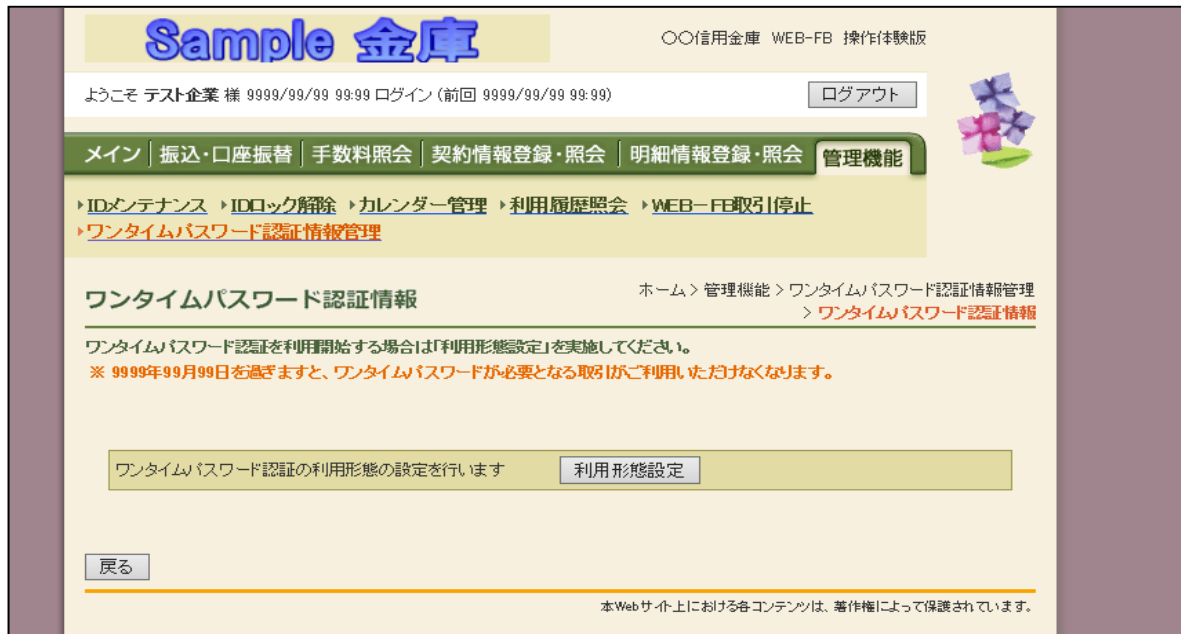 Sample 金庫
〇〇信用金庫 WEB-FB 操作体験版
ようこそ テスト企業 様 9999/99/99 99:99 ログイン (前回 9999/99/99 99:99)
ログアウト
メイン 振込・口座振替 手数料照会 契約情報登録・照会 明細情報登録・照会 管理機能
IDメンテナンス IDロック解除 カレンダー管理 利用履歴照会 WEB－FB取引停止
ワンタイムパスワード認証情報管理
ワンタイムパスワード認証情報
ホーム > 管理機能 > ワンタイムパスワード認証情報管理
> ワンタイムパスワード認証情報
ワンタイムパスワード認証を利用開始する場合は「利用形態設定」を実施してください。
※ 9999年99月99日を過ぎますと、ワンタイムパスワードが必要となる取引がご利用いただけなくなります。
ワンタイムパスワード認証の利用形態の設定を行います
利用形態設定
戻る
本Webサイト上における各コンテンツは、著作権によって保護されています。